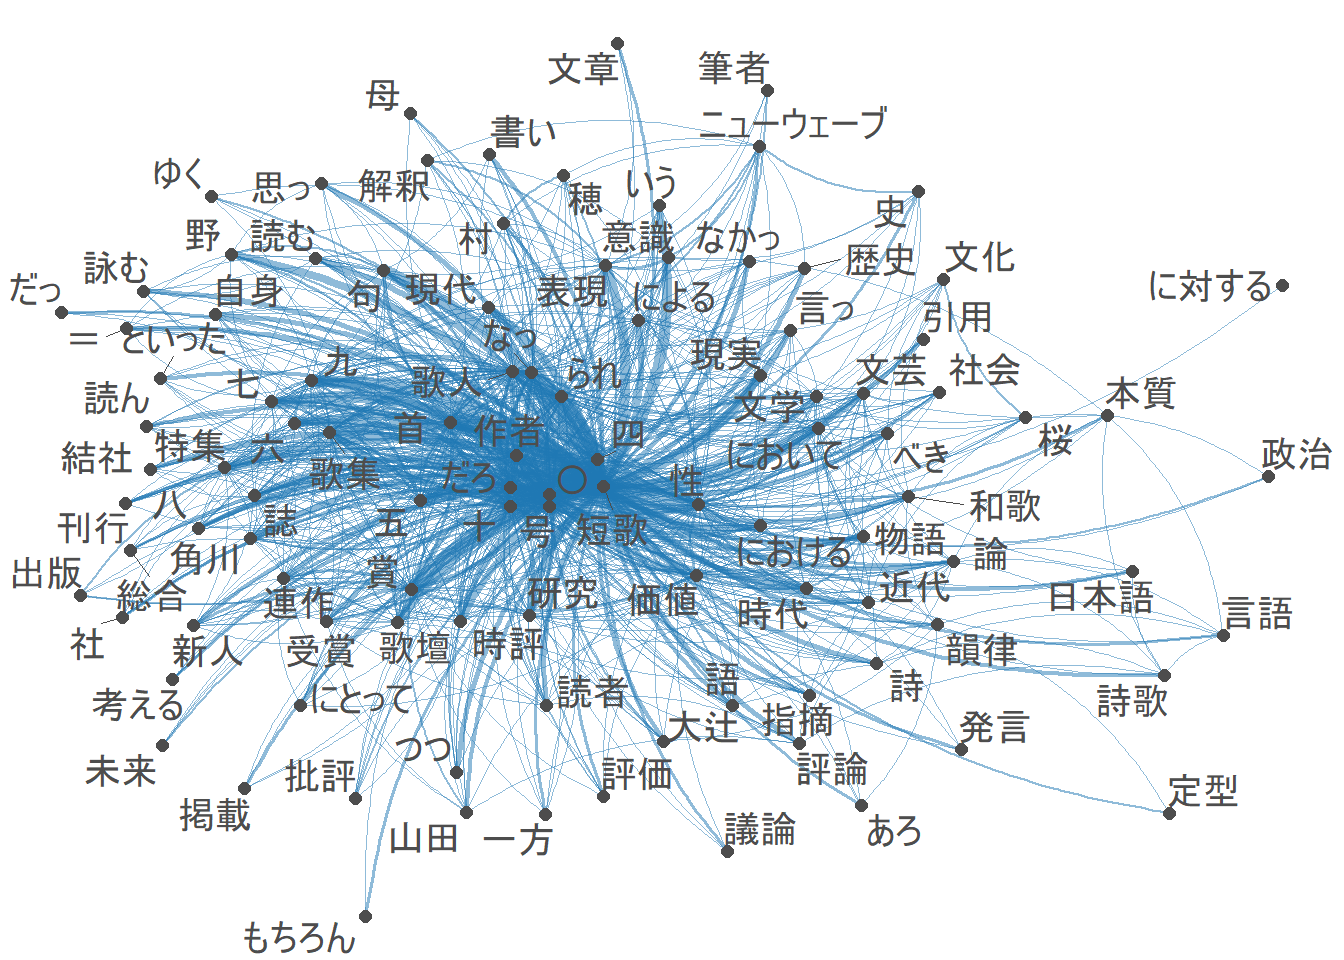 文章
筆者
母
ニューウェーブ
書い
ゆく
思っ
解釈
穂
いう
史
野
読む
村
意識
なかっ
歴史
文化
に対する
詠む
だっ
自身
句
現代
表現
による
言っ
引用
＝
といった
なっ
現実
九
歌人
られ
文芸
社会
読ん
七
文学
本質
首
作者
四
において
べき
桜
結社
特集
六
歌集
だろ
性
政治
刊行
八
誌
五
十
号
短歌
和歌
角川
における
物語
論
出版
総合
賞
連作
研究
価値
時代
近代
日本語
言語
社
新人
受賞
歌壇
時評
韻律
考える
にとって
読者
語
詩
詩歌
大辻
指摘
発言
つつ
未来
批評
評価
評論
定型
掲載
山田
一方
議論
あろ
もちろん
〇